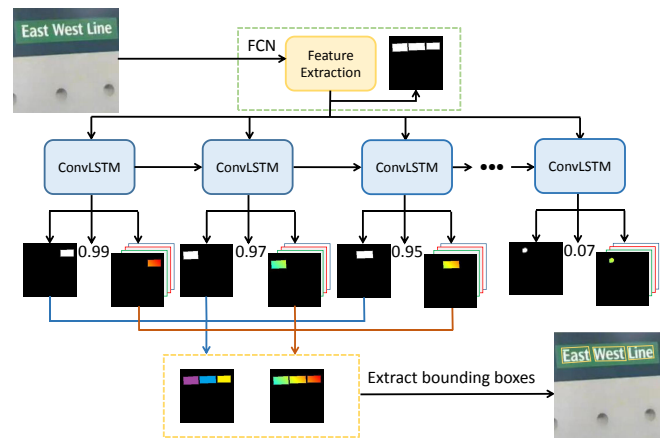 East West Line
FCN
Feature
Extraction
ConvLSTM
ConvLSTM
ConvLSTM
•••
ConvLSTM
0.99
0.97
0.95
0.07
Extract bounding boxes
East West Line